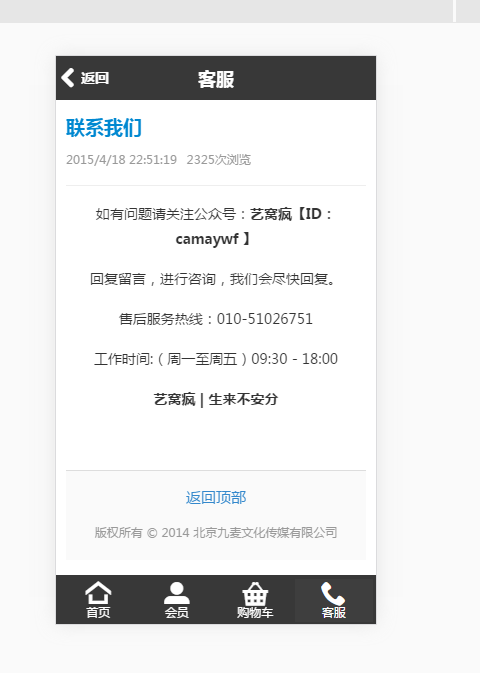 返回
客服
联系我们
2015/4/18 22:51:19 2325次浏览
如有问题请关注公众号：艺窝疯【ID：
camaywf 】
回复留言，进行咨询，我们会尽快回复。
售后服务热线：010-51026751
工作时间:（周一至周五）09:30 - 18:00
艺窝疯 | 生来不安分
返回顶部
版权所有 © 2014 北京九麦文化传媒有限公司
首页
会员
购物车
客服